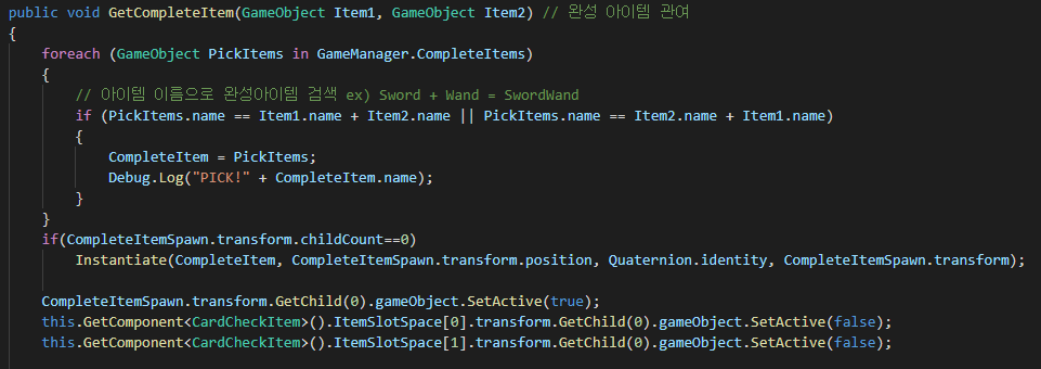 public void GetCompleteItem(GameObject Item1, GameObject Item2) // 완성 아이템 관여
{
foreach (GameObject PickItems in GameManager.CompleteItems)
{
// 아이템 이름으로 완성아이템 검색 ex) Sword + Wand = SwordWand
if (PickItems.name == Item1.name + Item2.name || PickItems.name == Item2.name + Item1.name)
{
CompleteItem = PickItems;
Debug.Log("PICK!" + CompleteItem.name);
}
}
if(CompleteItemSpawn.transform.childCount==0)
Instantiate(CompleteItem, CompleteItemSpawn.transform.position, Quaternion.identity, CompleteItemSpawn.transform);
CompleteItemSpawn.transform.GetChild(0).gameObject.SetActive(true);
this.GetComponent<CardCheckItem>().ItemSlotSpace[0].transform.GetChild(0).gameObject.SetActive(false);
this.GetComponent<CardCheckItem>().ItemSlotSpace[1].transform.GetChild(0).gameObject.SetActive(false);